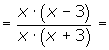 = x·(x − 3) / x·(x + 3) =